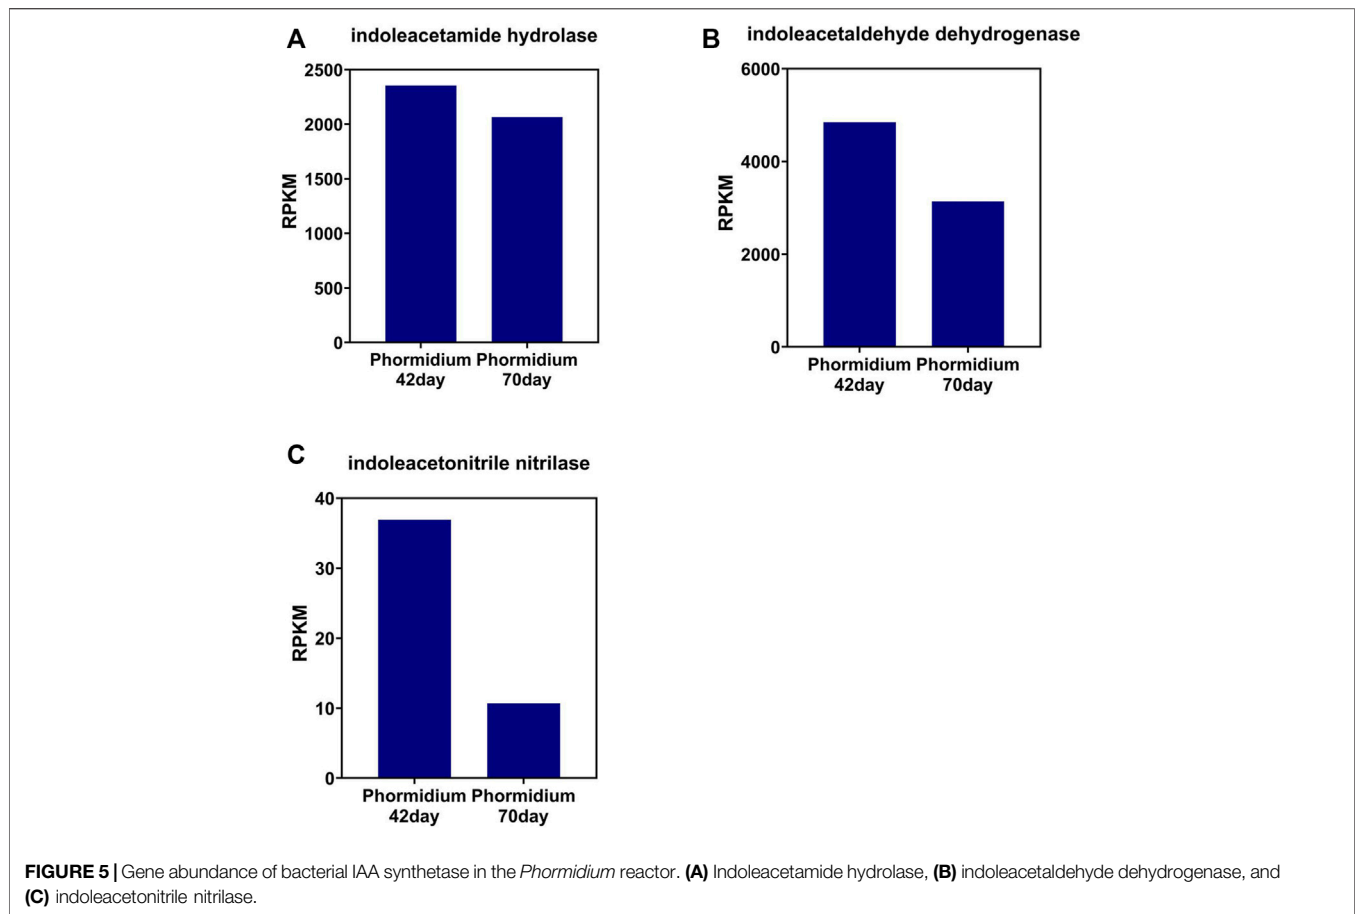 A
indoleacetamide hydrolase
2500
2000
1500
1000
500
0
RPKM
Phormidium Phormidium
42day 70day
B
indoleacetaldehyde dehydrogenase
6000
4000
2000
0
RPKM
Phormidium Phormidium
42day 70day
C
indoleacetonitrile nitrilase
40
30
20
10
0
RPKM
Phormidium Phormidium
42day 70day
FIGURE 5 | Gene abundance of bacterial IAA synthetase in the Phormidium reactor. (A) Indoleacetamide hydrolase, (B) indoleacetaldehyde dehydrogenase, and
(C) indoleacetonitrile nitrilase.